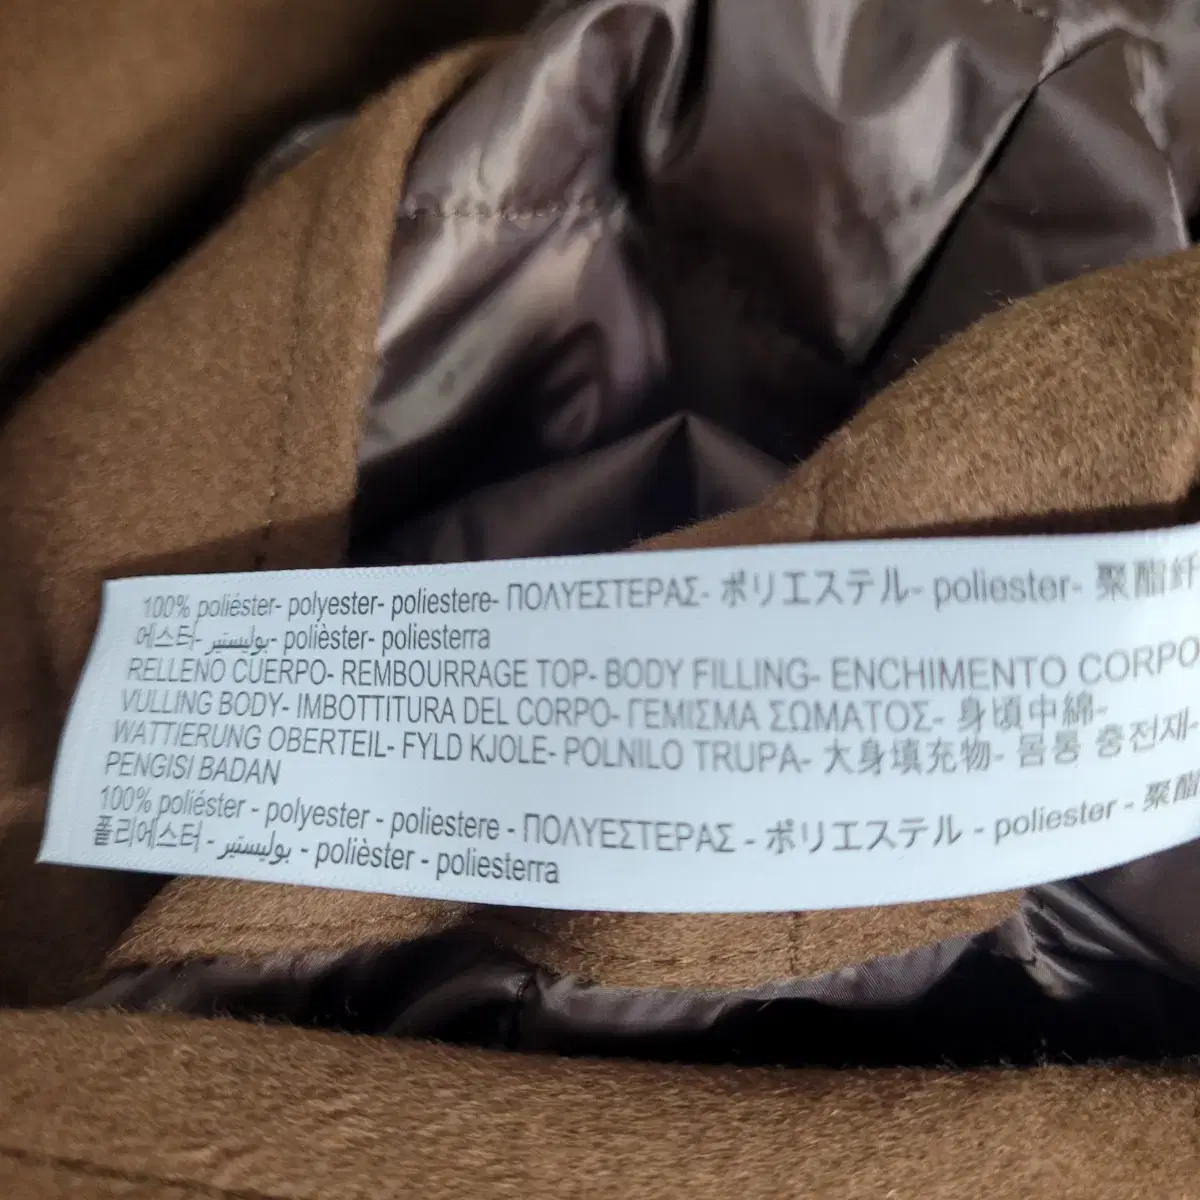 100% poliéster- polyester- poliestere- ΠΟΛΥΕΣΤΕΡΑΣ- ポリエステル- poliester- 聚酯纤
에스터- بوليستير- polièster- poliesterra
RELLENO CUERPO- REMBOURRAGE TOP- BODY FILLING- ENCHIMENTO CORPO
VULLING BODY- IMBOTTITURA DEL CORPO- ΓΕΜΙΣΜΑ ΣΩΜΑΤΟΣ- 身頃中綿-
WATTIERUNG OBERTEIL- FYLD KJOLE- POLNILO TRUPA- 大身填充物- 몸통 충전재-
PENGISI BADAN
100% poliéster - polyester - poliestere - ΠΟΛΥΕΣΤΕΡΑΣ - ポリエステル - poliester - 聚酯
폴리에스터 - بوليستير - polièster - poliesterra